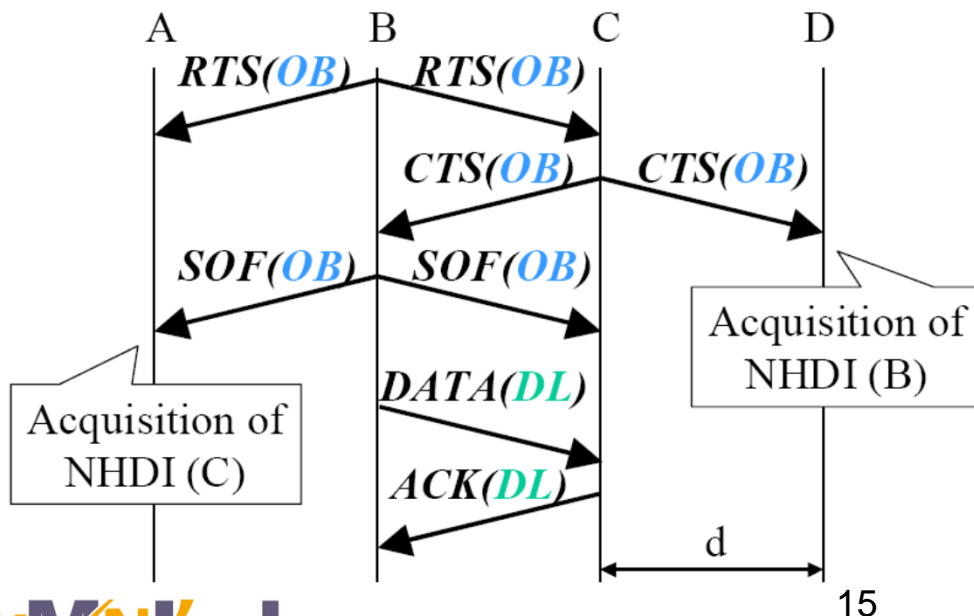 A B C D
RTS(OB) RTS(OB)
CTS(OB) CTS(OB)
SOF(OB) SOF(OB)
Acquisition of
NHDI (B)
DATA(DL)
Acquisition of
NHDI (C)
ACK(DL)
d
15